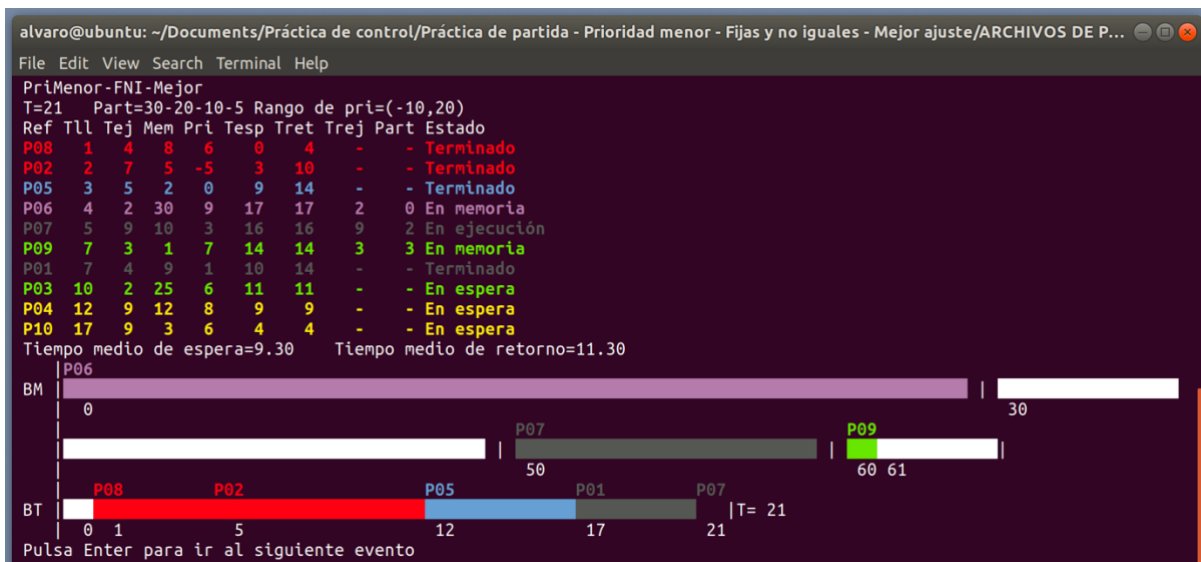 alvaro@ubuntu: ~/Documents/Práctica de control/Práctica de partida - Prioridad menor - Fijas y no iguales - Mejor ajuste/ARCHIVOS DE P...
File Edit View Search Terminal Help
PriMenor-FNI-Mejor
T=21 Part=30-20-10-5 Rango de pri=(-10,20)
Ref Tll Tej Mem Pri Tesp Tret Trej Part Estado
P08 1 4 8 6 0 4 - - Terminado
P02 2 7 5 -5 3 10 - - Terminado
P05 3 5 2 0 9 14 - - Terminado
P06 4 2 30 9 17 17 2 0 En memoria
P07 5 9 10 3 16 16 9 2 En ejecución
P09 7 3 1 7 14 14 3 3 En memoria
P01 7 4 9 1 10 14 - - Terminado
P03 10 2 25 6 11 11 - - En espera
P04 12 9 12 8 9 9 - - En espera
P10 17 9 3 6 4 4 - - En espera
Tiempo medio de espera=9.30 Tiempo medio de retorno=11.30
|P06
BM | |
| 0 30
| P07 P09
| | | |
| 50 60 61
| P08 P02 P05 P01 P07
BT | |T= 21
| 0 1 5 12 17 21
Pulsa Enter para ir al siguiente evento